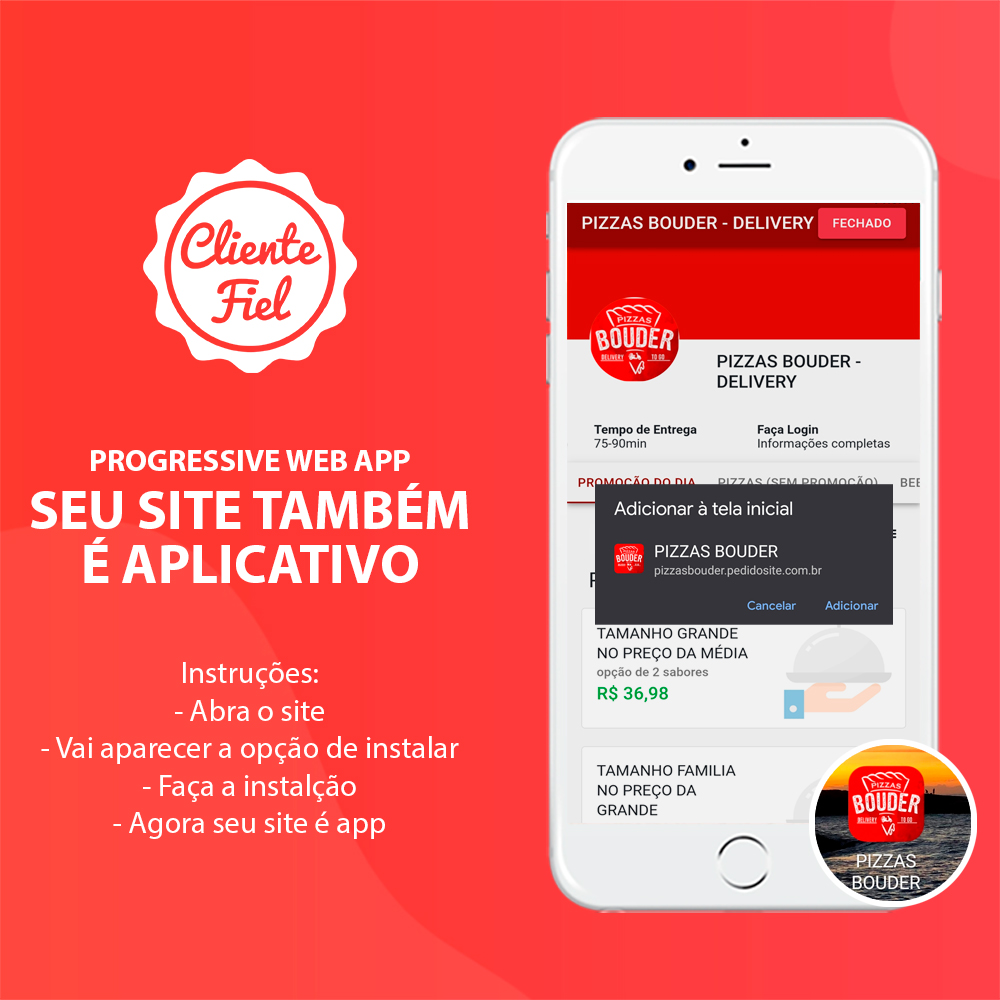 Cliente
Fiel
PROGRESSIVE WEB APP
SEU SITE TAMBÉM
É APLICATIVO
Instruções:
- Abra o site
- Vai aparecer a opção de instalar
- Faça a instalção
- Agora seu site é app
PIZZAS BOUDER - DELIVERY
FECHADO
PIZZAS
BOUDER
DELIVERY TO GO
PIZZAS BOUDER -
DELIVERY
Tempo de Entrega
75-90min
Faça Login
Informações completas
PROMOÇÃO DO DIA PIZZAS (SEM PROMOÇÃO) BEE
Adicionar à tela inicial
PIZZAS
BOUDER
PIZZAS BOUDER
pizzasbouder.pedidosite.com.br
Cancelar Adicionar
TAMANHO GRANDE
NO PREÇO DA MÉDIA
opção de 2 sabores
R$ 36,98
TAMANHO FAMILIA
NO PREÇO DA
GRANDE
PIZZAS
BOUDER
DELIVERY TO GO
PIZZAS
BOUDER